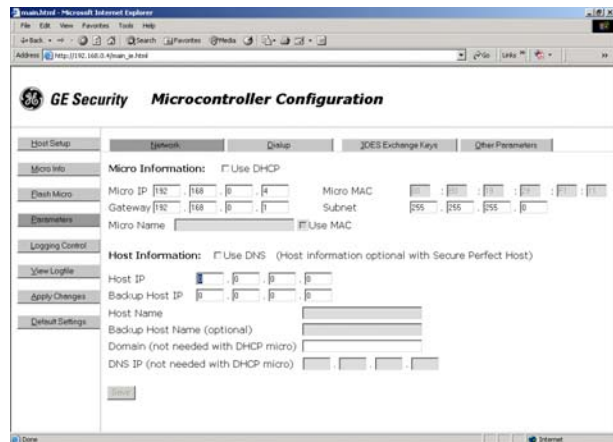 main.html - Microsoft Internet Explorer
File Edit View Favorites Tools Help
Back Search Favorites Media
Address http://192.168.0.4/main_ie.html Go Links
GE Security Microcontroller Configuration
Host Setup
Micro Info
Flash Micro
Parameters
Logging Control
View Logfile
Apply Changes
Default Settings
Network Dialup 3DES Exchange Keys Other Parameters
Micro Information: Use DHCP
Micro IP 192 . 168 . 0 . 4 Micro MAC
Gateway 192 . 168 . 0 . 1 Subnet 255 . 255 . 255 . 0
Micro Name Use MAC
Host Information: Use DNS (Host information optional with Secure Perfect Host)
Host IP 0 . 0 . 0 . 0
Backup Host IP 0 . 0 . 0 . 0
Host Name
Backup Host Name (optional)
Domain (not needed with DHCP micro)
DNS IP (not needed with DHCP micro) . . .
Save
Done Internet